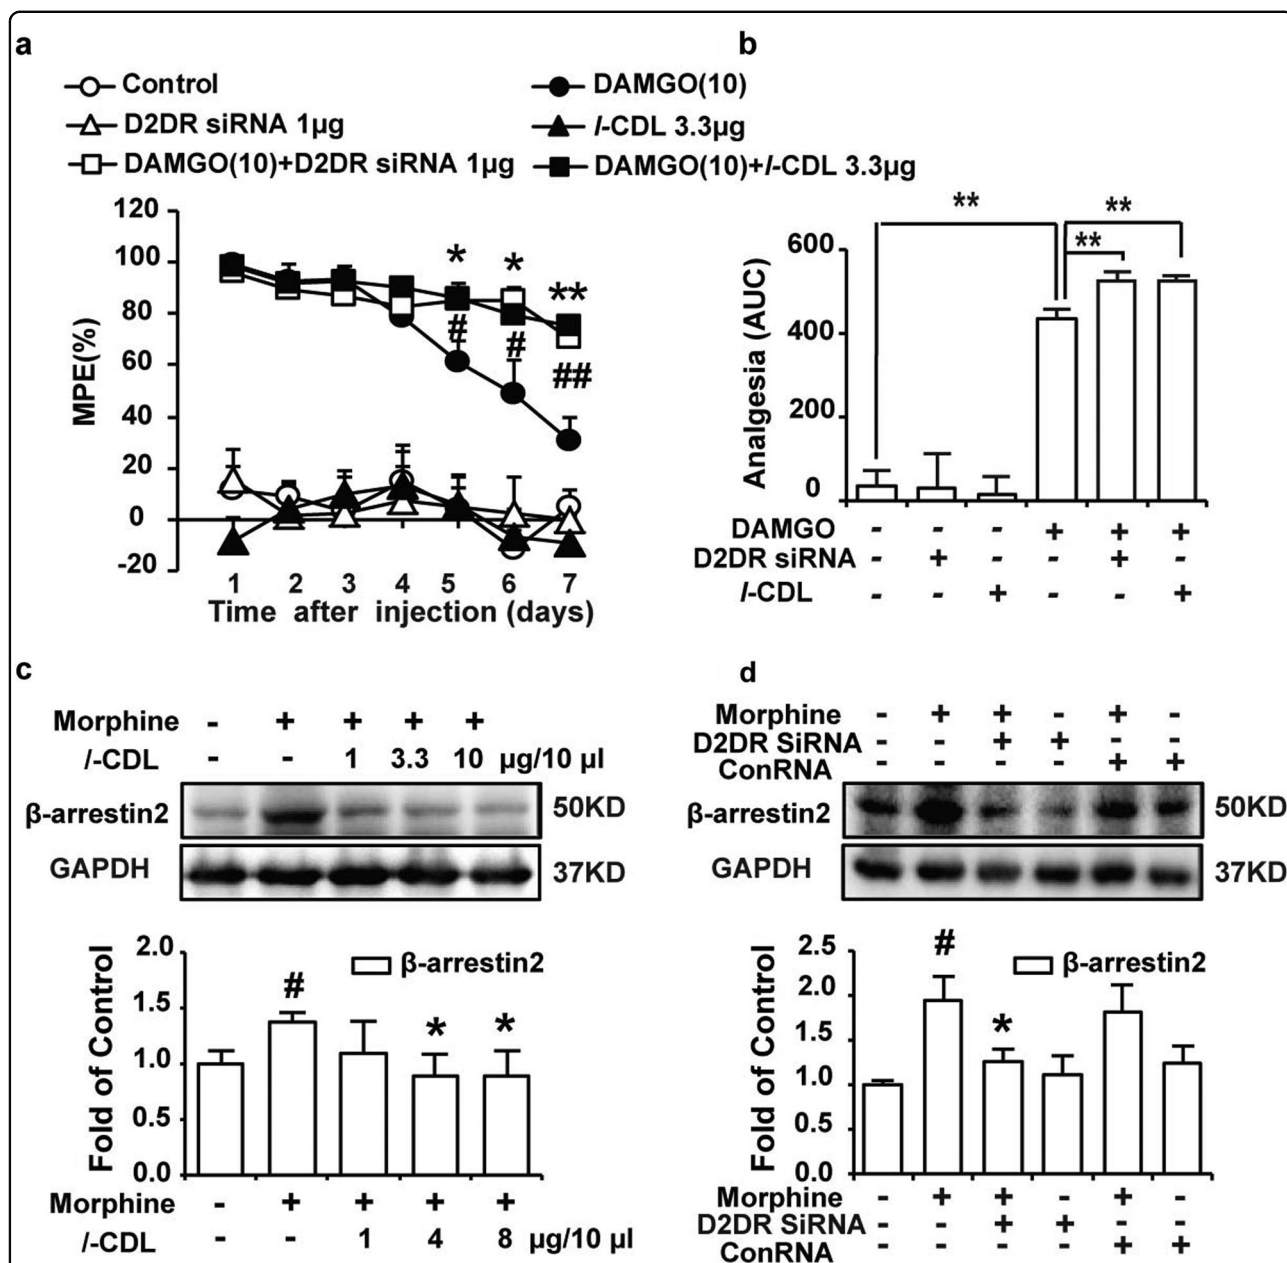 a
Control
DAMGO(10)
D2DR siRNA 1μg
l-CDL 3.3μg
DAMGO(10)+D2DR siRNA 1μg
DAMGO(10)+l-CDL 3.3μg
MPE(%)
120
100
80
60
40
20
0
-20
* * **
# # ##
1 2 3 4 5 6 7
Time after injection (days)
b
** ** **
Analgesia (AUC)
600
400
200
0
DAMGO - - - + + +
D2DR siRNA - + - - + -
l-CDL - - + - - +
c
Morphine - + + + +
l-CDL - - 1 3.3 10 μg/10 μl
β-arrestin2 50KD
GAPDH 37KD
Fold of Control
2.0
1.5
1.0
0.5
0.0
β-arrestin2
# * *
Morphine - + + + +
l-CDL - - 1 4 8 μg/10 μl
d
Morphine - + + - + -
D2DR SiRNA - - + + - -
ConRNA - - - - + +
β-arrestin2 50KD
GAPDH 37KD
Fold of Control
2.5
2.0
1.5
1.0
0.5
0.0
β-arrestin2
# *
Morphine - + + - + -
D2DR SiRNA - - + + - -
ConRNA - - - - + +